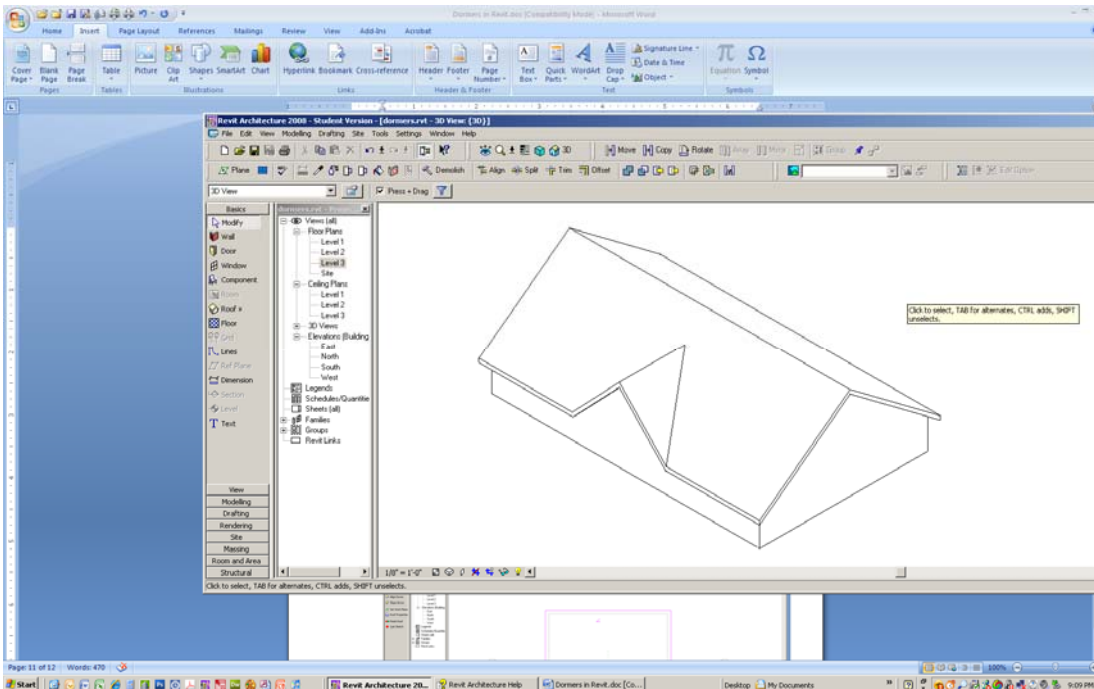 Dormers in Revit.doc [Compatibility Mode] - Microsoft Word
Home Insert Page Layout References Mailings Review View Add-Ins Acrobat
Cover Page Blank Page Page Break
Table
Picture Clip Art Shapes SmartArt Chart
Hyperlink Bookmark Cross-reference
Header Footer Page Number
Text Box Quick Parts WordArt Drop Cap
Signature Line
Date & Time
Object
Equation Symbol
Pages Tables Illustrations Links Header & Footer Text Symbols
Revit Architecture 2008 - Student Version - [dormers.rvt - 3D View: {3D}]
File Edit View Modelling Drafting Site Tools Settings Window Help
3D Move Copy Rotate Array Mirror Group
Plane Demolish Align Split Trim Offset Edit Option
3D View Press + Drag
Basics
Modify
Wall
Door
Window
Component
Room
Roof »
Floor
Grid
Lines
Ref Plane
Dimension
Section
Level
Text
View
Modelling
Drafting
Rendering
Site
Massing
Room and Area
Structural
Views (all)
Floor Plans
Level 1
Level 2
Level 3
Site
Ceiling Plans
Level 1
Level 2
Level 3
3D Views
Elevations (Building
East
North
South
West
Legends
Schedules/Quantitie
Sheets (all)
Families
Groups
Revit Links
Click to select, TAB for alternates, CTRL adds, SHIFT
unselects.
1/8" = 1'-0"
Click to select, TAB for alternates, CTRL adds, SHIFT unselects.
Page: 11 of 12 Words: 470 100%
Start Revit Architecture 20... Revit Architecture Help Dormers in Revit.doc [Co... Desktop My Documents 9:09 PM